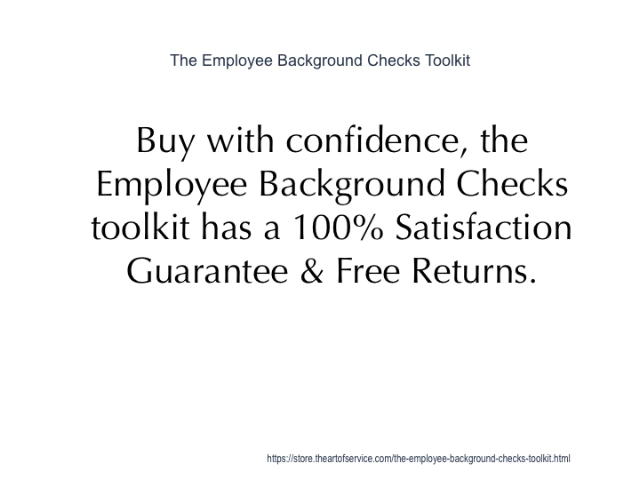 The Employee Background Checks Toolkit
Buy with confidence, the
Employee Background Checks
toolkit has a 100% Satisfaction
Guarantee & Free Returns.
https://store.theartofservice.com/the-employee-background-checks-toolkit.html